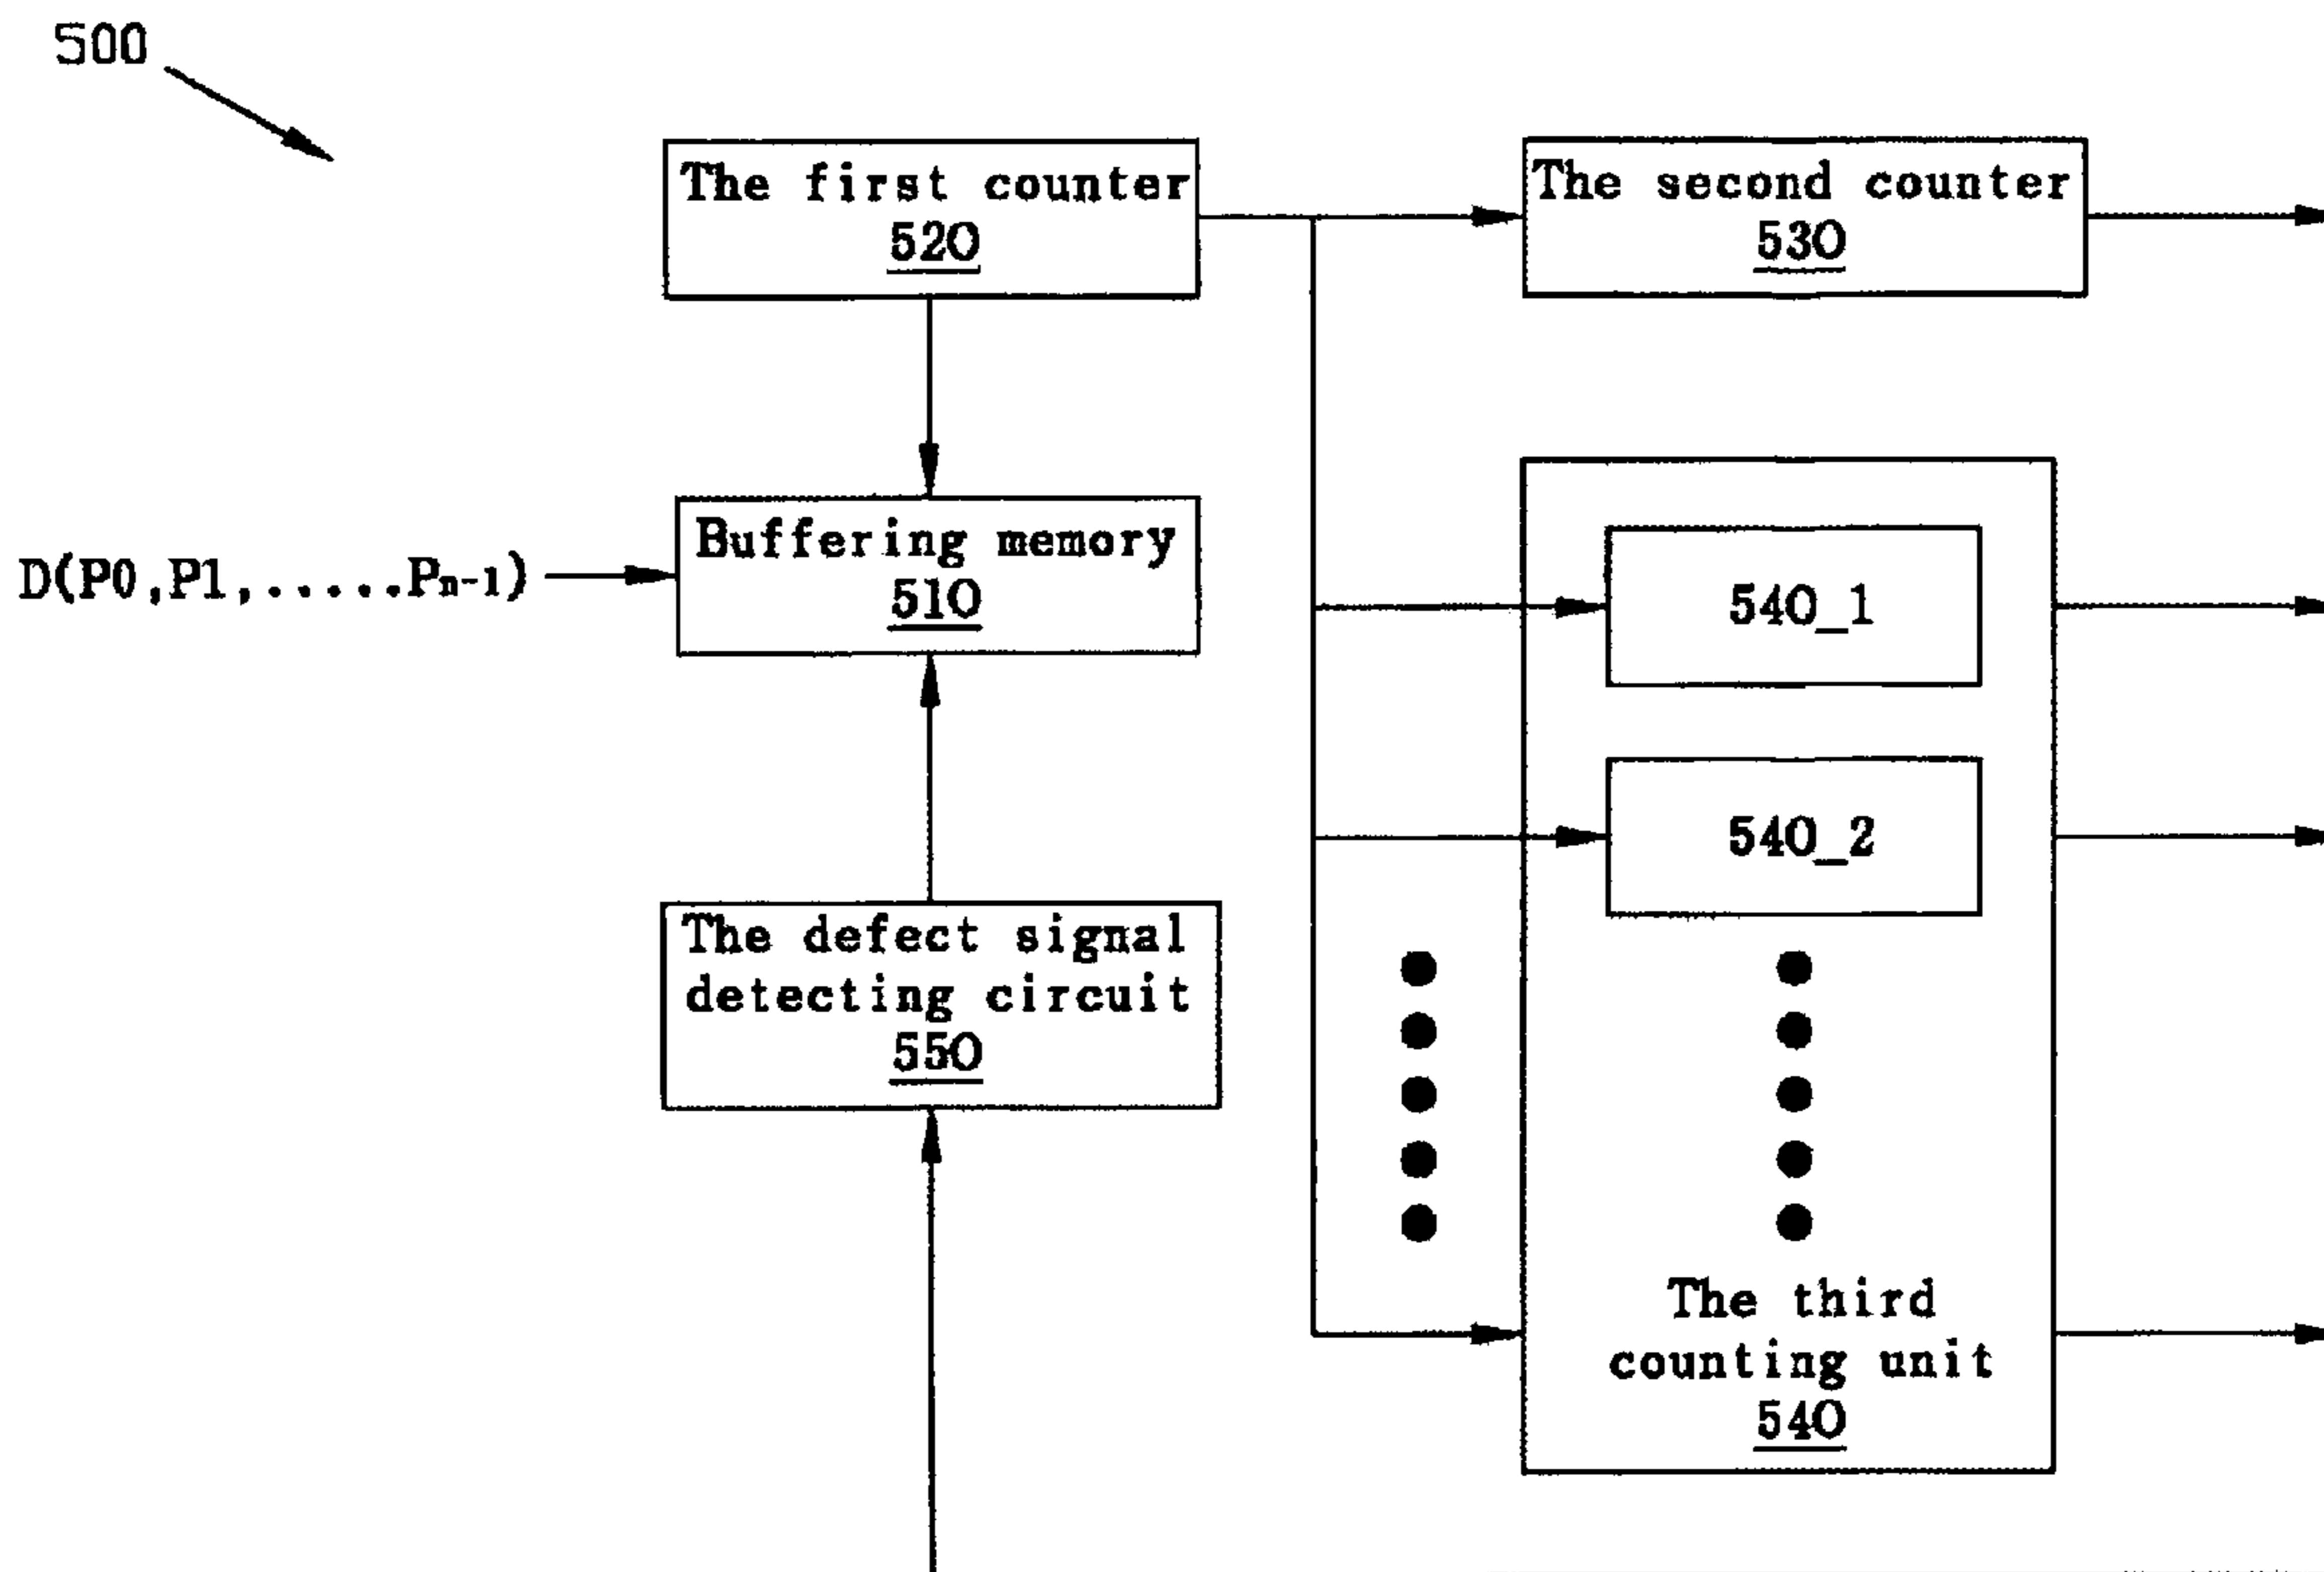 500
The first counter
520
The second counter
530
D(P0,P1,.....Pn-1)
Buffering memory
510
540_1
540_2
The defect signal
detecting circuit
550
The third
counting unit
540